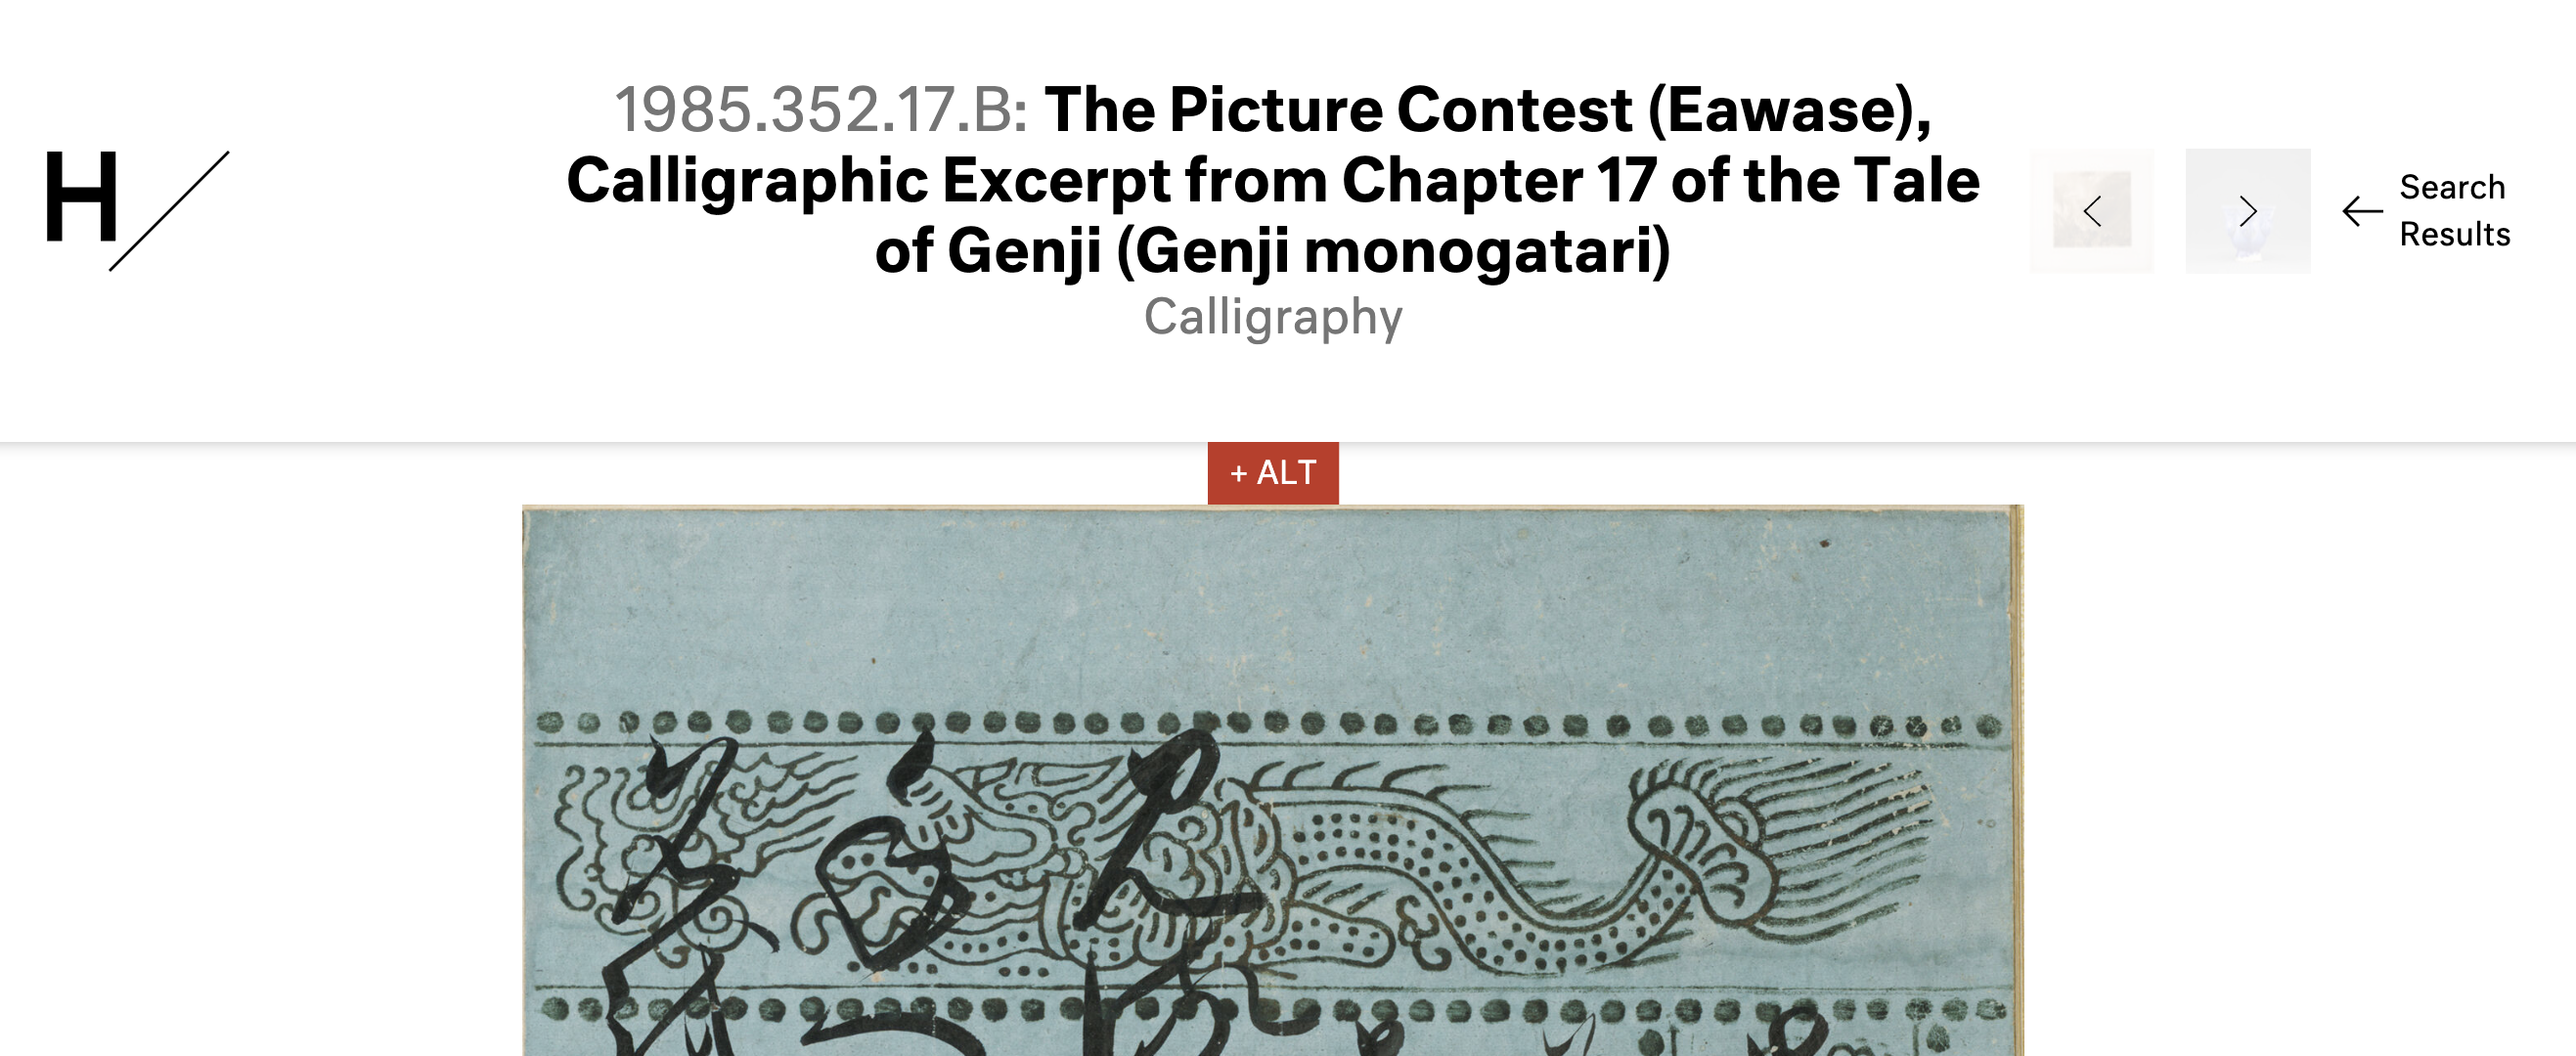 H
1985.352.17.B: The Picture Contest (Eawase),
Calligraphic Excerpt from Chapter 17 of the Tale
of Genji (Genji monogatari)
Calligraphy
Search
Results
+ ALT